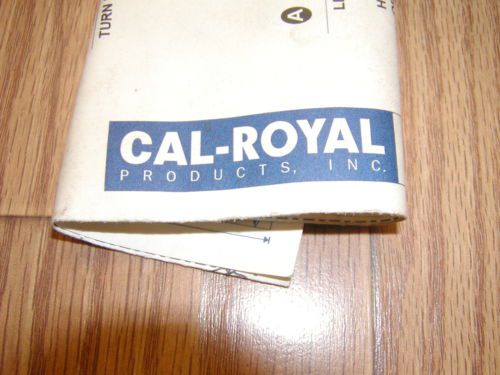 TURN
A
CAL-ROYAL
PRODUCTS, INC.